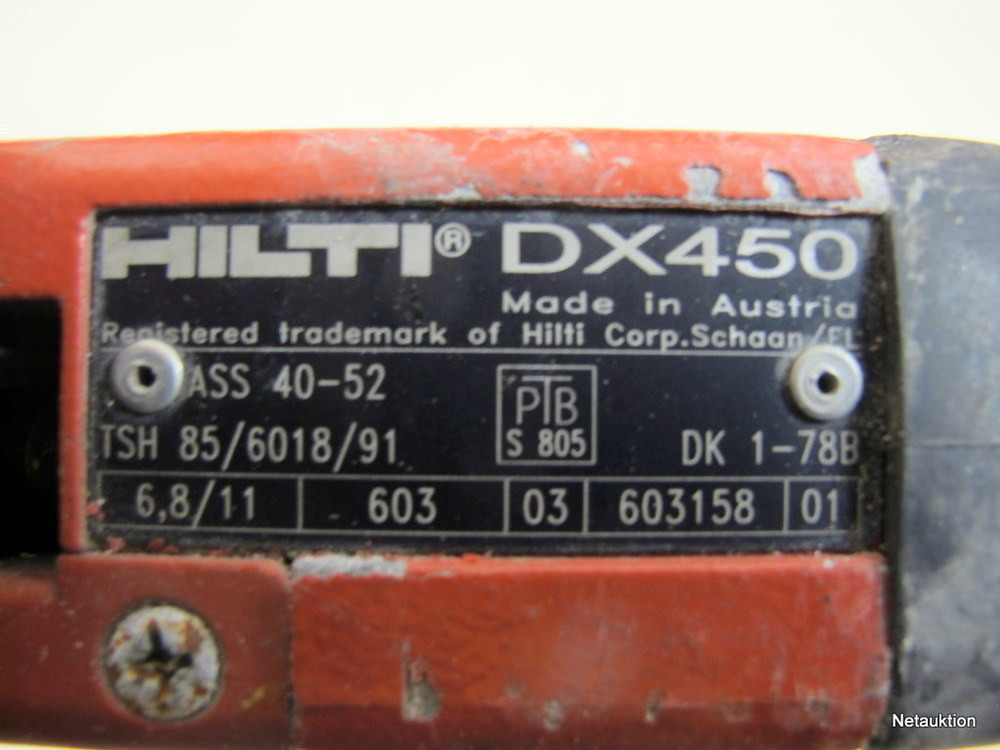 HILTI® DX450
Made in Austria
Registered trademark of Hilti Corp.Schaan/FL
ASS 40-52
PTB
S 805
TSH 85/6018/91
DK 1-78B
6,8/11 603 03 603158 01
Netauktion